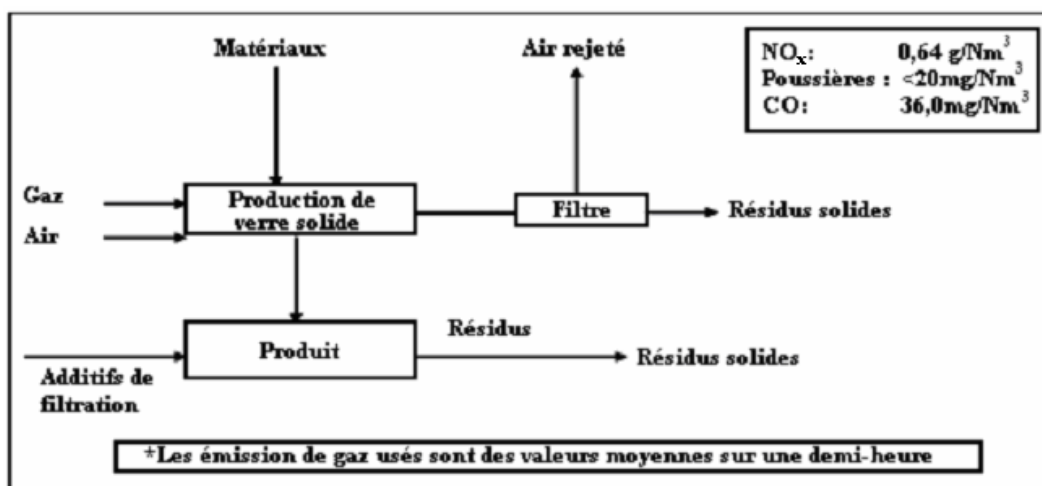 Matériaux
Air rejeté
NOx: 0,64 g/Nm³
Poussières : <20mg/Nm³
CO: 36,0mg/Nm³
Gaz
Air
Production de
verre solide
Filtre
Résidus solides
Produit
Résidus
Résidus solides
Additifs de
filtration
*Les émission de gaz usés sont des valeurs moyennes sur une demi-heure